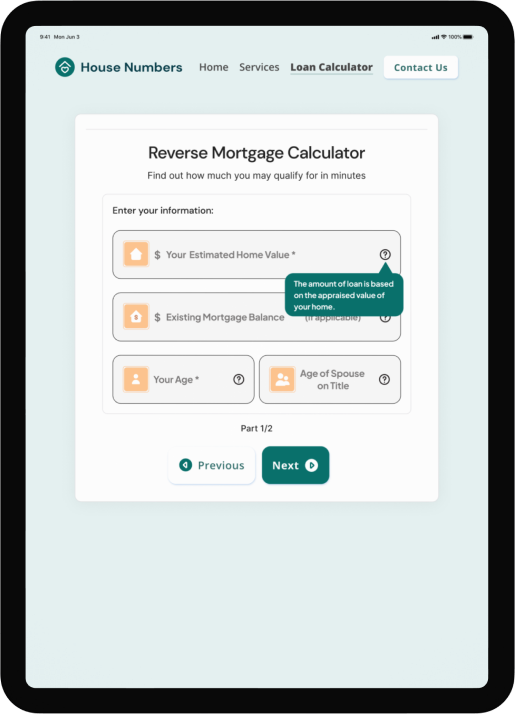 9:41 Mon Jun 3
100%
House Numbers Home Services Loan Calculator Contact Us
Reverse Mortgage Calculator
Find out how much you may qualify for in minutes
Enter your information:
$ Your Estimated Home Value * ?
The amount of loan is based
on the appraised value of
your home.
$ Existing Mortgage Balance (if applicable) ?
Your Age * ?
Age of Spouse
on Title ?
Part 1/2
Previous Next